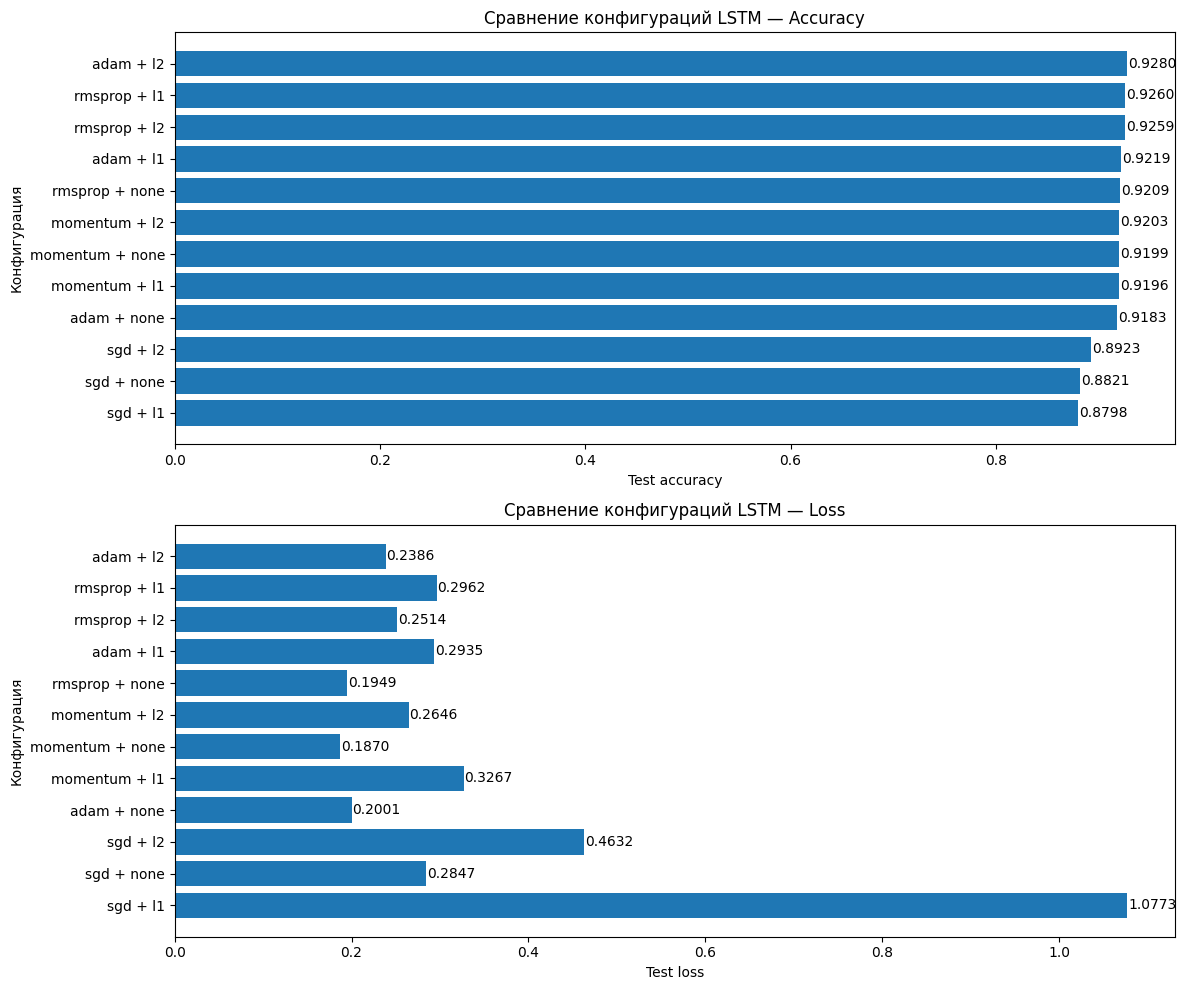 Сравнение конфигураций LSTM — Accuracy
Конфигурация
adam + l2 0.9280
rmsprop + l1 0.9260
rmsprop + l2 0.9259
adam + l1 0.9219
rmsprop + none 0.9209
momentum + l2 0.9203
momentum + none 0.9199
momentum + l1 0.9196
adam + none 0.9183
sgd + l2 0.8923
sgd + none 0.8821
sgd + l1 0.8798
0.0 0.2 0.4 0.6 0.8
Test accuracy
Сравнение конфигураций LSTM — Loss
Конфигурация
adam + l2 0.2386
rmsprop + l1 0.2962
rmsprop + l2 0.2514
adam + l1 0.2935
rmsprop + none 0.1949
momentum + l2 0.2646
momentum + none 0.1870
momentum + l1 0.3267
adam + none 0.2001
sgd + l2 0.4632
sgd + none 0.2847
sgd + l1 1.0773
0.0 0.2 0.4 0.6 0.8 1.0
Test loss